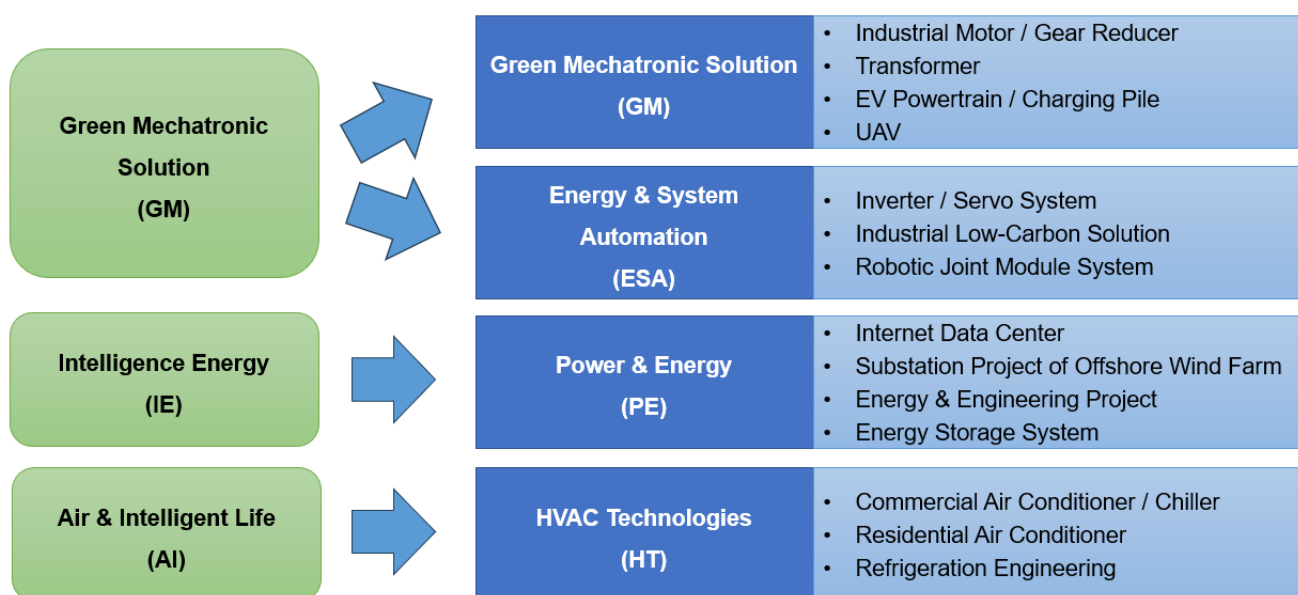 Green Mechatronic
Solution
(GM)
Green Mechatronic Solution
(GM)
• Industrial Motor / Gear Reducer
• Transformer
• EV Powertrain / Charging Pile
• UAV
Energy & System
Automation
(ESA)
• Inverter / Servo System
• Industrial Low-Carbon Solution
• Robotic Joint Module System
Intelligence Energy
(IE)
Power & Energy
(PE)
• Internet Data Center
• Substation Project of Offshore Wind Farm
• Energy & Engineering Project
• Energy Storage System
Air & Intelligent Life
(AI)
HVAC Technologies
(HT)
• Commercial Air Conditioner / Chiller
• Residential Air Conditioner
• Refrigeration Engineering